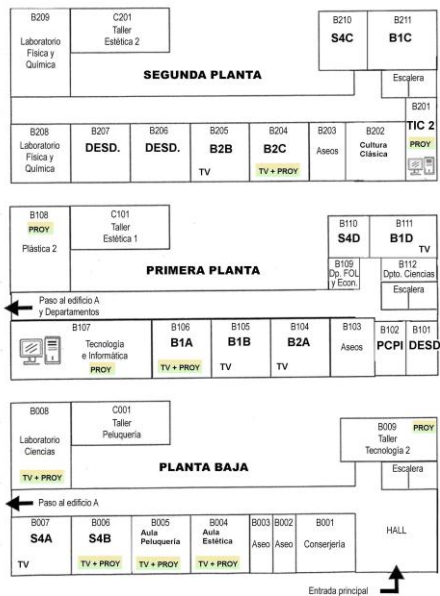 B209
Laboratorio
Física y
Química
C201
Taller
Estética 2
B210
S4C
B211
B1C
SEGUNDA PLANTA
Escalera
B201
TIC 2
PROY
B208
Laboratorio
Física y
Química
B207
DESD.
B206
DESD.
B205
B2B
TV
B204
B2C
TV + PROY
B203
Aseos
B202
Cultura
Clásica
B108
PROY
Plástica 2
C101
Taller
Estética 1
B110
S4D
B111
B1D
TV
PRIMERA PLANTA
B109
Dp. FOL
y Econ.
B112
Dpto. Ciencias
Escalera
Paso al edificio A
y Departamentos
B107
Tecnología
e Informática
PROY
B106
B1A
TV + PROY
B105
B1B
TV
B104
B2A
TV
B103
Aseos
B102
PCPI
B101
DESD
B008
Laboratorio
Ciencias
TV + PROY
C001
Taller
Peluquería
B009
PROY
Taller
Tecnología 2
PLANTA BAJA
Escalera
Paso al edificio A
B007
S4A
TV
B006
S4B
TV + PROY
B005
Aula
Peluquería
TV + PROY
B004
Aula
Estética
TV + PROY
B003
Aseo
B002
Aseo
B001
Conserjería
HALL
Entrada principal